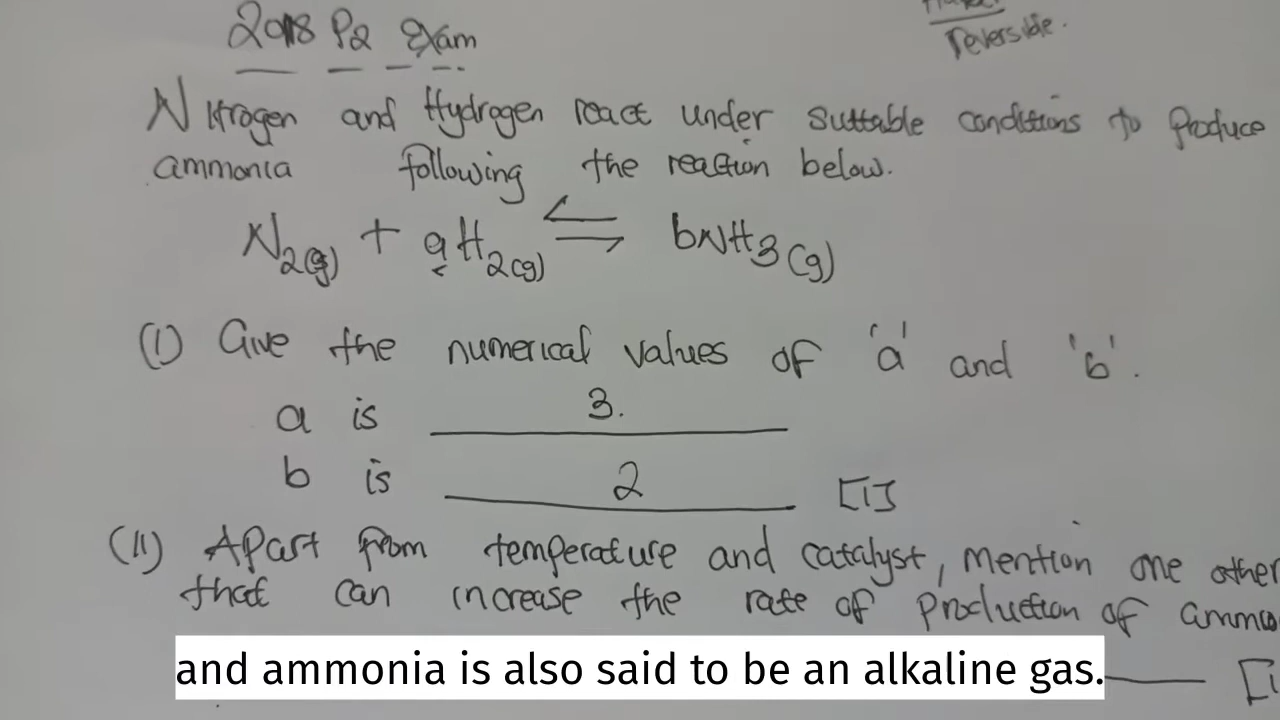 2018 P2 Exam
reversible.
Nitrogen and Hydrogen react under suitable conditions to produce
ammonia following the reaction below.
N2(g) + aH2(g) ⇌ bNH3(g)
(I) Give the numerical values of 'a' and 'b'.
a is 3.
b is 2 [1]
(II) Apart from temperature and catalyst, mention one other
that can increase the rate of production of ammo
and ammonia is also said to be an alkaline gas.